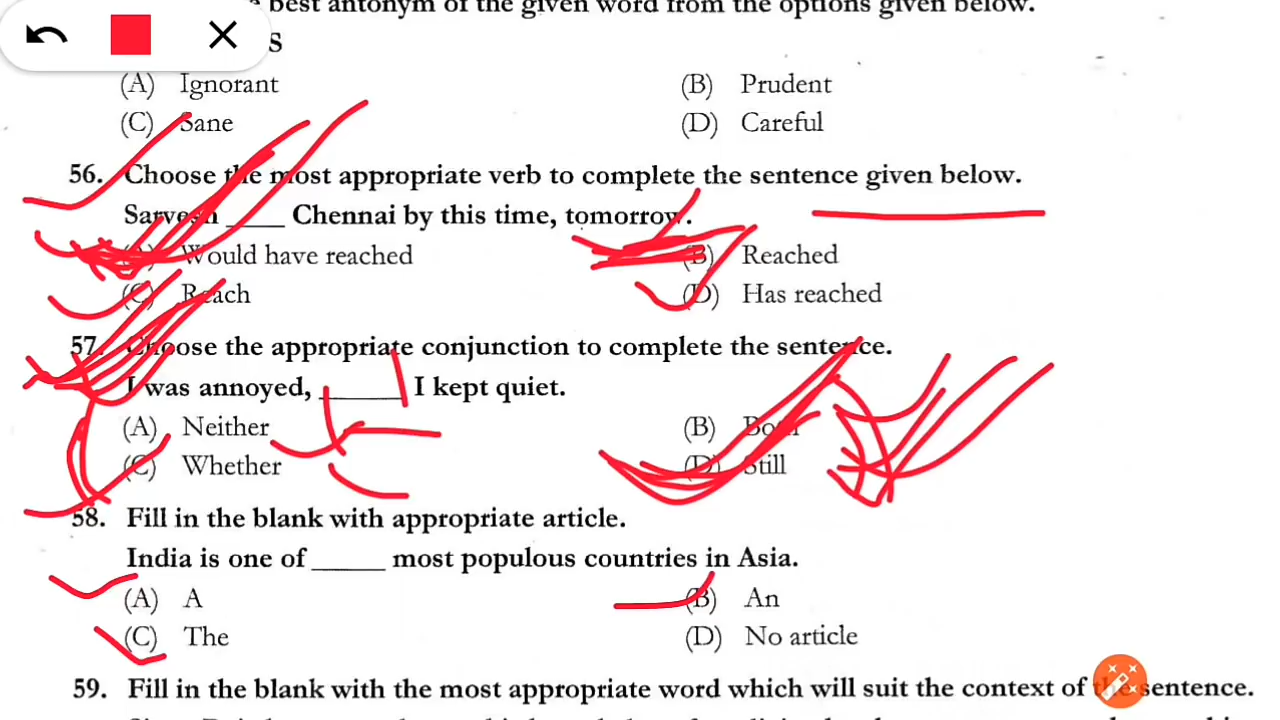 best antonym of the given word from the options given below.
S
(A) Ignorant (B) Prudent
(C) Sane (D) Careful
56. Choose the most appropriate verb to complete the sentence given below.
Sarvesh ____ Chennai by this time, tomorrow.
(A) Would have reached (B) Reached
(C) Reach (D) Has reached
57. Choose the appropriate conjunction to complete the sentence.
I was annoyed, ______ I kept quiet.
(A) Neither (B) Both
(C) Whether (D) Still
58. Fill in the blank with appropriate article.
India is one of _____ most populous countries in Asia.
(A) A (B) An
(C) The (D) No article
59. Fill in the blank with the most appropriate word which will suit the context of the sentence.